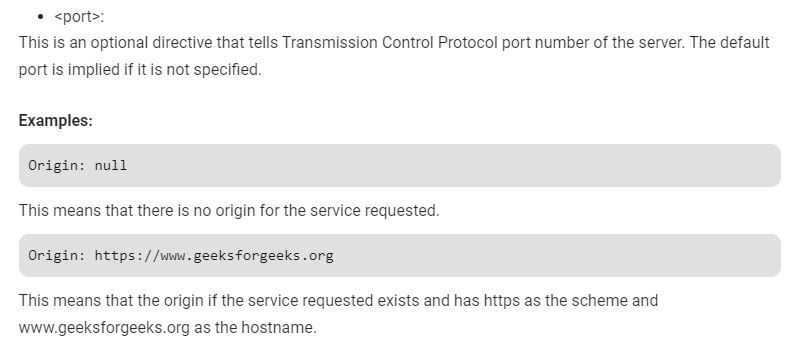 • <port>:
This is an optional directive that tells Transmission Control Protocol port number of the server. The default
port is implied if it is not specified.
Examples:
Origin: null
This means that there is no origin for the service requested.
Origin: https://www.geeksforgeeks.org
This means that the origin if the service requested exists and has https as the scheme and
www.geeksforgeeks.org as the hostname.